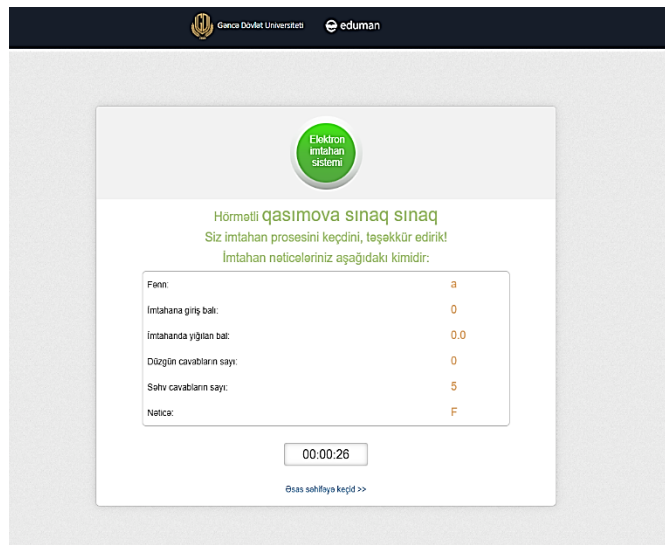 Gəncə Dövlət Universiteti eduman
Elektron
imtahan
sistemi
Hörmətli qasımova sınaq sınaq
Siz imtahan prosesini keçdini, təşəkkür edirik!
İmtahan nəticələriniz aşağıdakı kimidir:
Fənn: a
İmtahana giriş balı: 0
İmtahanda yığılan bal: 0.0
Düzgün cavabların sayı: 0
Səhv cavabların sayı: 5
Nəticə: F
00:00:26
Əsas səhifəyə keçid >>